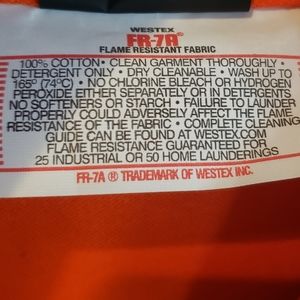 WESTEX
FR-7A®
FLAME RESISTANT FABRIC
100% COTTON • CLEAN GARMENT THOROUGHLY •
DETERGENT ONLY • DRY CLEANABLE • WASH UP TO
165° (74°C) • NO CHLORINE BLEACH OR HYDROGEN
PEROXIDE EITHER SEPARATELY OR IN DETERGENTS
NO SOFTENERS OR STARCH • FAILURE TO LAUNDER
PROPERLY COULD ADVERSELY AFFECT THE FLAME
RESISTANCE OF THE FABRIC • COMPLETE CLEANING
GUIDE CAN BE FOUND AT WESTEX.COM
FLAME RESISTANCE GUARANTEED FOR
25 INDUSTRIAL OR 50 HOME LAUNDERINGS
FR-7A ® TRADEMARK OF WESTEX INC.